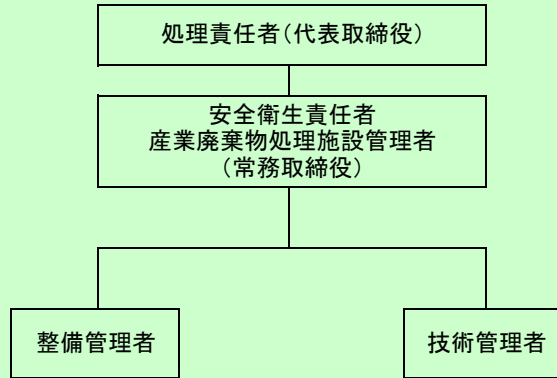 処理責任者(代表取締役)
安全衛生責任者
産業廃棄物処理施設管理者
(常務取締役)
整備管理者
技術管理者